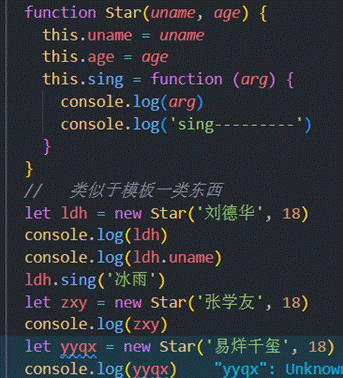 function Star(uname, age) {
this.uname = uname
this.age = age
this.sing = function (arg) {
console.log(arg)
console.log('sing---------')
}
}
// 类似于模板一类东西
let ldh = new Star('刘德华', 18)
console.log(ldh)
console.log(ldh.uname)
ldh.sing('冰雨')
let zxy = new Star('张学友', 18)
console.log(zxy)
let yyqx = new Star('易烊千玺', 18)
console.log(yyqx) "yyqx": Unknow